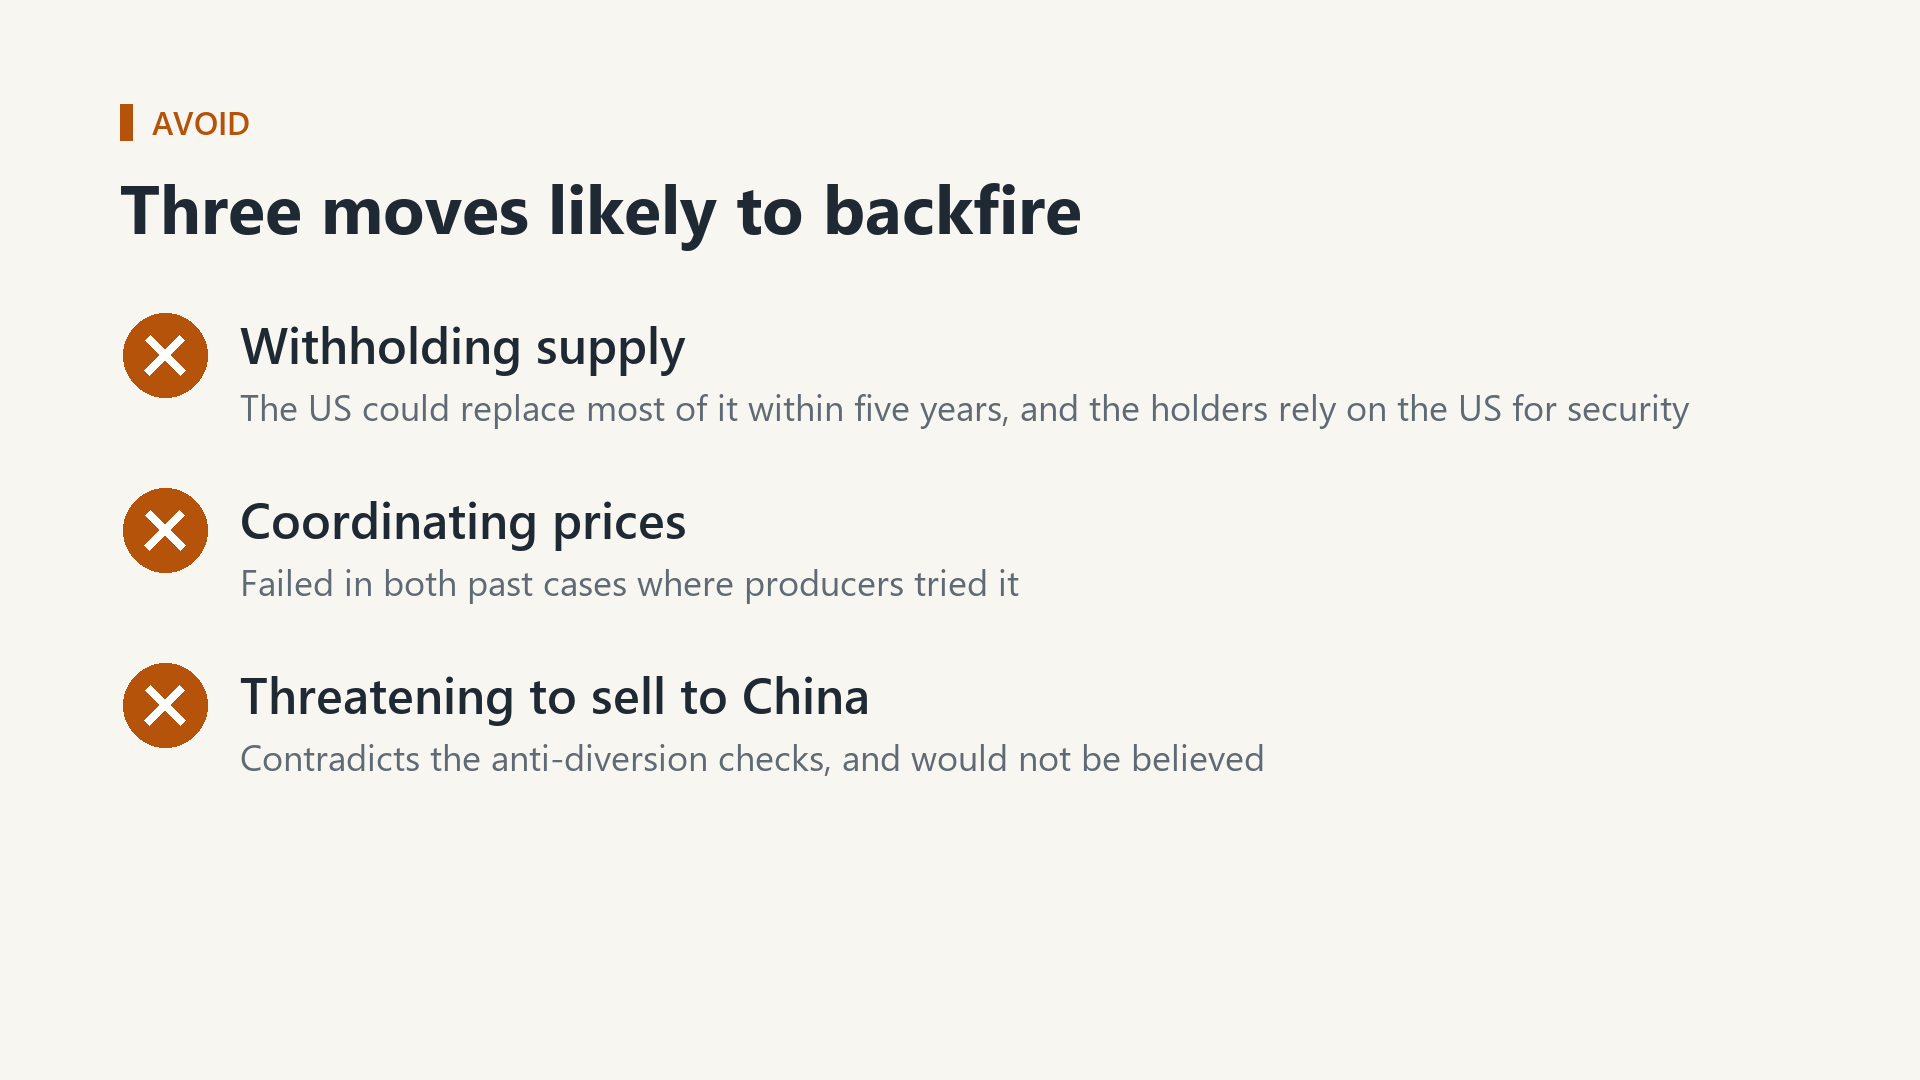 AVOID
Three moves likely to backfire
Withholding supply
The US could replace most of it within five years, and the holders rely on the US for security
Coordinating prices
Failed in both past cases where producers tried it
Threatening to sell to China
Contradicts the anti-diversion checks, and would not be believed